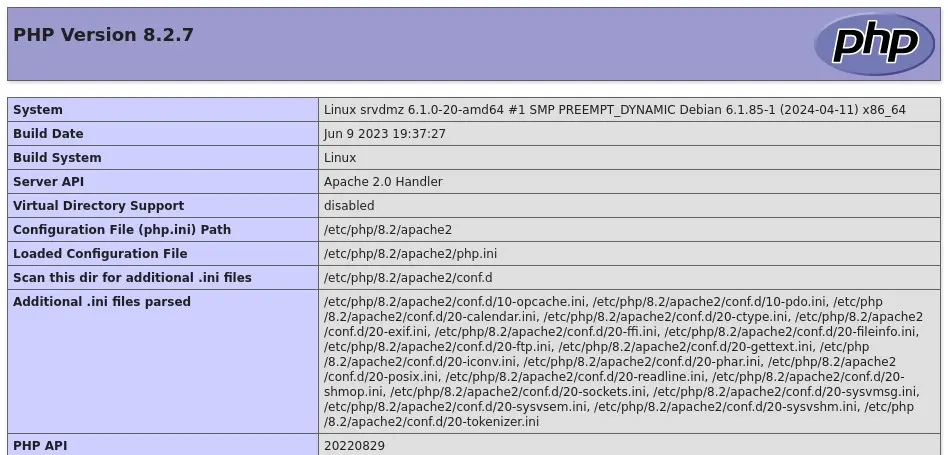 PHP Version 8.2.7
php
System Linux srvdmz 6.1.0-20-amd64 #1 SMP PREEMPT_DYNAMIC Debian 6.1.85-1 (2024-04-11) x86_64
Build Date Jun 9 2023 19:37:27
Build System Linux
Server API Apache 2.0 Handler
Virtual Directory Support disabled
Configuration File (php.ini) Path /etc/php/8.2/apache2
Loaded Configuration File /etc/php/8.2/apache2/php.ini
Scan this dir for additional .ini files /etc/php/8.2/apache2/conf.d
Additional .ini files parsed /etc/php/8.2/apache2/conf.d/10-opcache.ini, /etc/php/8.2/apache2/conf.d/10-pdo.ini, /etc/php
/8.2/apache2/conf.d/20-calendar.ini, /etc/php/8.2/apache2/conf.d/20-ctype.ini, /etc/php/8.2/apache2
/conf.d/20-exif.ini, /etc/php/8.2/apache2/conf.d/20-ffi.ini, /etc/php/8.2/apache2/conf.d/20-fileinfo.ini,
/etc/php/8.2/apache2/conf.d/20-ftp.ini, /etc/php/8.2/apache2/conf.d/20-gettext.ini, /etc/php
/8.2/apache2/conf.d/20-iconv.ini, /etc/php/8.2/apache2/conf.d/20-phar.ini, /etc/php/8.2/apache2
/conf.d/20-posix.ini, /etc/php/8.2/apache2/conf.d/20-readline.ini, /etc/php/8.2/apache2/conf.d/20-
shmop.ini, /etc/php/8.2/apache2/conf.d/20-sockets.ini, /etc/php/8.2/apache2/conf.d/20-sysvmsg.ini,
/etc/php/8.2/apache2/conf.d/20-sysvsem.ini, /etc/php/8.2/apache2/conf.d/20-sysvshm.ini, /etc/php
/8.2/apache2/conf.d/20-tokenizer.ini
PHP API 20220829